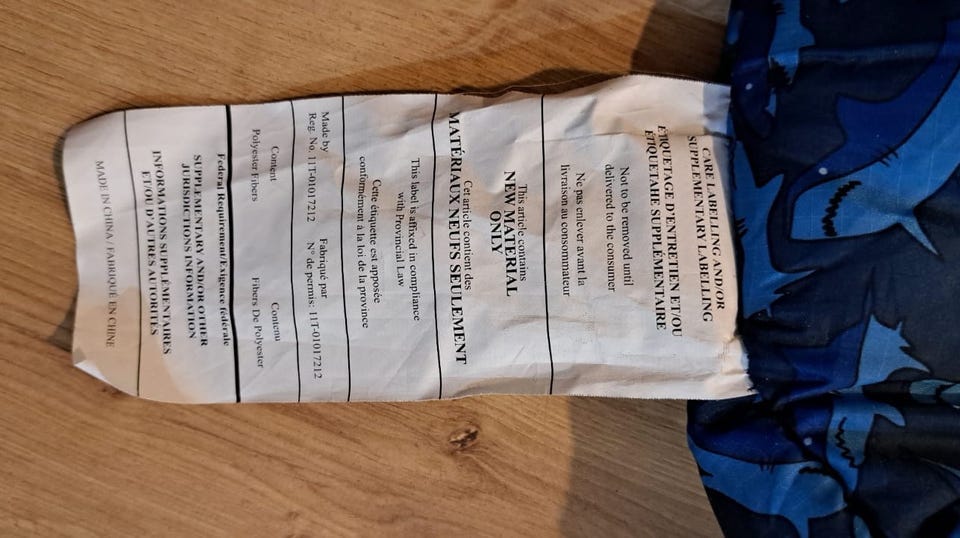 CARE LABELLING AND/OR
SUPPLEMENTARY LABELLING
ÉTIQUETAGE D'ENTRETIEN ET/OU
ÉTIQUETAIE SUPPLÉMENTAIRE
Not to be removed until
delivered to the consumer
Ne pas enlever avant la
livraison au consommateur
This article contains
NEW MATERIAL
ONLY
Cet article contient des
MATÉRIAUX NEUFS SEULEMENT
This label is affixed in compliance
with Provincial Law
Cette étiquette est apposée
conformément à la loi de la province
Made by Fabriqué par
Reg. No. 11T-01017212 N° de permis: 11T-01017212
Content Contenu
Polyester Fibers Fibers De Polyester
Federal Requirement/Exigence fédérale
SUPPLEMENTARY AND/OR OTHER
JURISDICTIONS INFORMATION
INFORMATIONS SUPPLÉMENTAIRES
ET/OU D'AUTRES AUTORITÉS
MADE IN CHINA / FABRIQUÉ EN CHINE